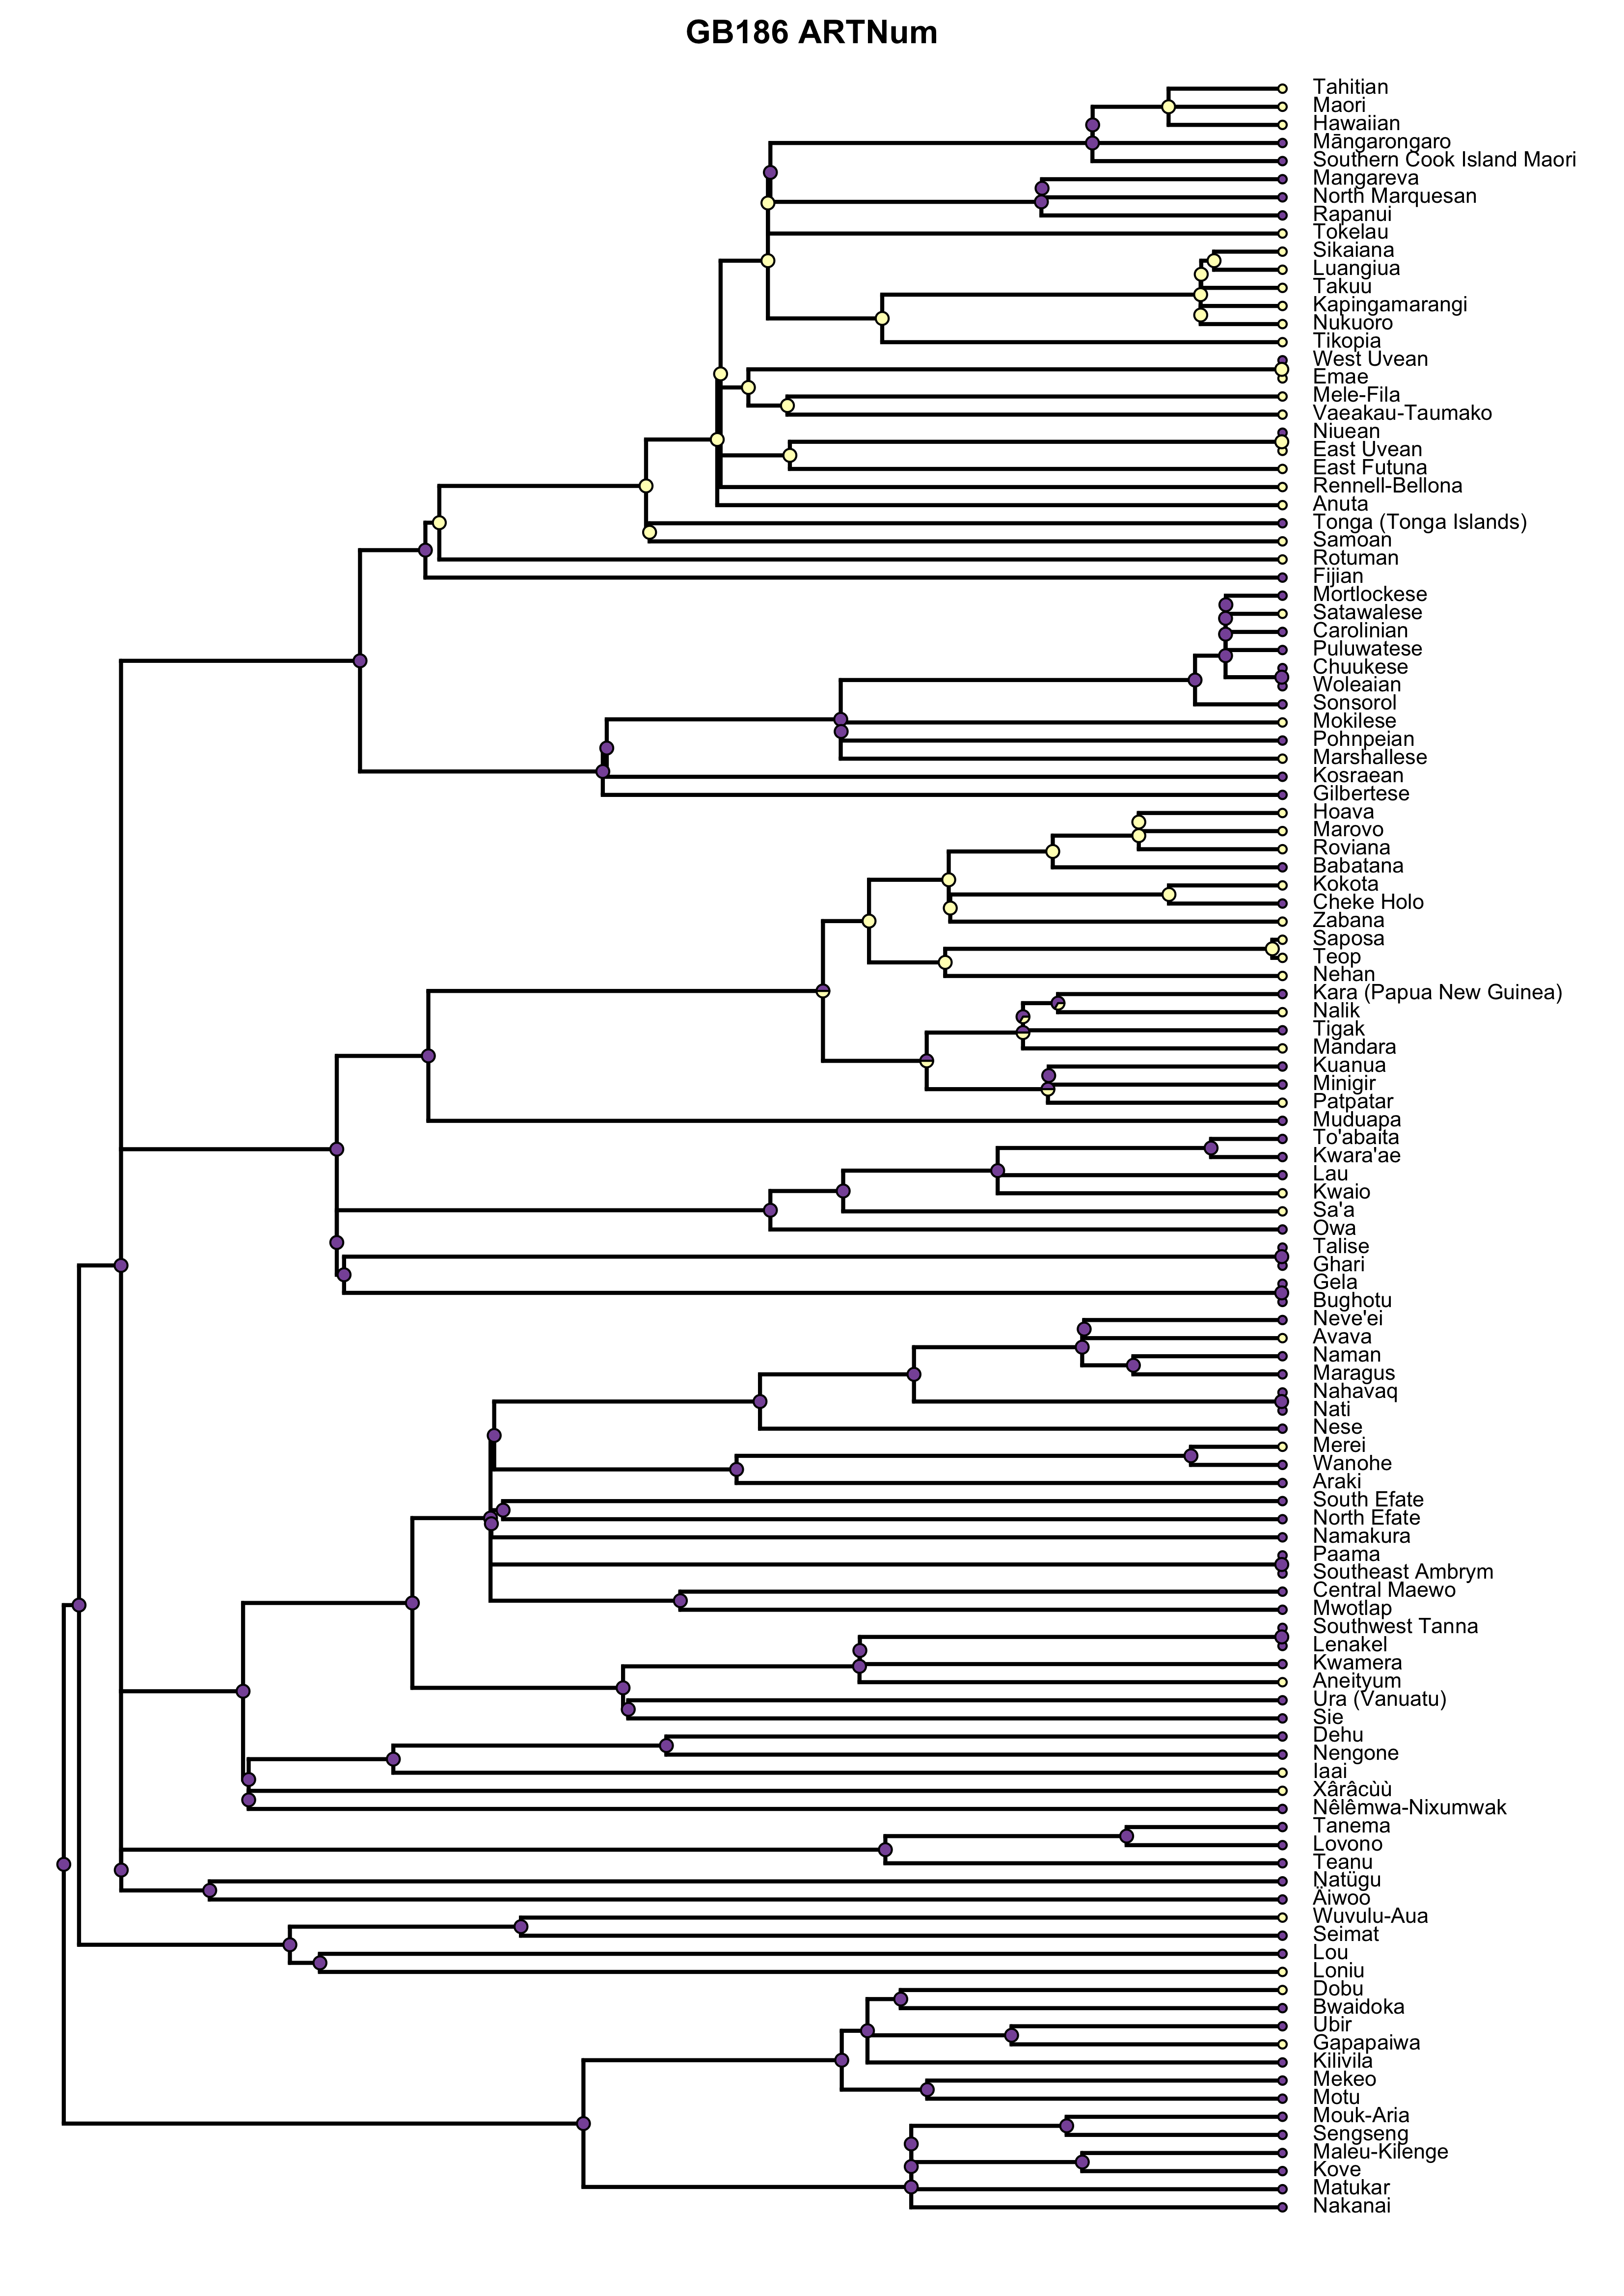 GB186 ARTNum
Tahitian
Maori
Hawaiian
Māngarongaro
Southern Cook Island Maori
Mangareva
North Marquesan
Rapanui
Tokelau
Sikaiana
Luangiua
Takuu
Kapingamarangi
Nukuoro
Tikopia
West Uvean
Emae
Mele-Fila
Vaeakau-Taumako
Niuean
East Uvean
East Futuna
Rennell-Bellona
Anuta
Tonga (Tonga Islands)
Samoan
Rotuman
Fijian
Mortlockese
Satawalese
Carolinian
Puluwatese
Chuukese
Woleaian
Sonsorol
Mokilese
Pohnpeian
Marshallese
Kosraean
Gilbertese
Hoava
Marovo
Roviana
Babatana
Kokota
Cheke Holo
Zabana
Saposa
Teop
Nehan
Kara (Papua New Guinea)
Nalik
Tigak
Mandara
Kuanua
Minigir
Patpatar
Muduapa
To'abaita
Kwara'ae
Lau
Kwaio
Sa'a
Owa
Talise
Ghari
Gela
Bughotu
Neve'ei
Avava
Naman
Maragus
Nahavaq
Nati
Nese
Merei
Wanohe
Araki
South Efate
North Efate
Namakura
Paama
Southeast Ambrym
Central Maewo
Mwotlap
Southwest Tanna
Lenakel
Kwamera
Aneityum
Ura (Vanuatu)
Sie
Dehu
Nengone
Iaai
Xârâcùù
Nêlêmwa-Nixumwak
Tanema
Lovono
Teanu
Natügu
Äiwoo
Wuvulu-Aua
Seimat
Lou
Loniu
Dobu
Bwaidoka
Ubir
Gapapaiwa
Kilivila
Mekeo
Motu
Mouk-Aria
Sengseng
Maleu-Kilenge
Kove
Matukar
Nakanai